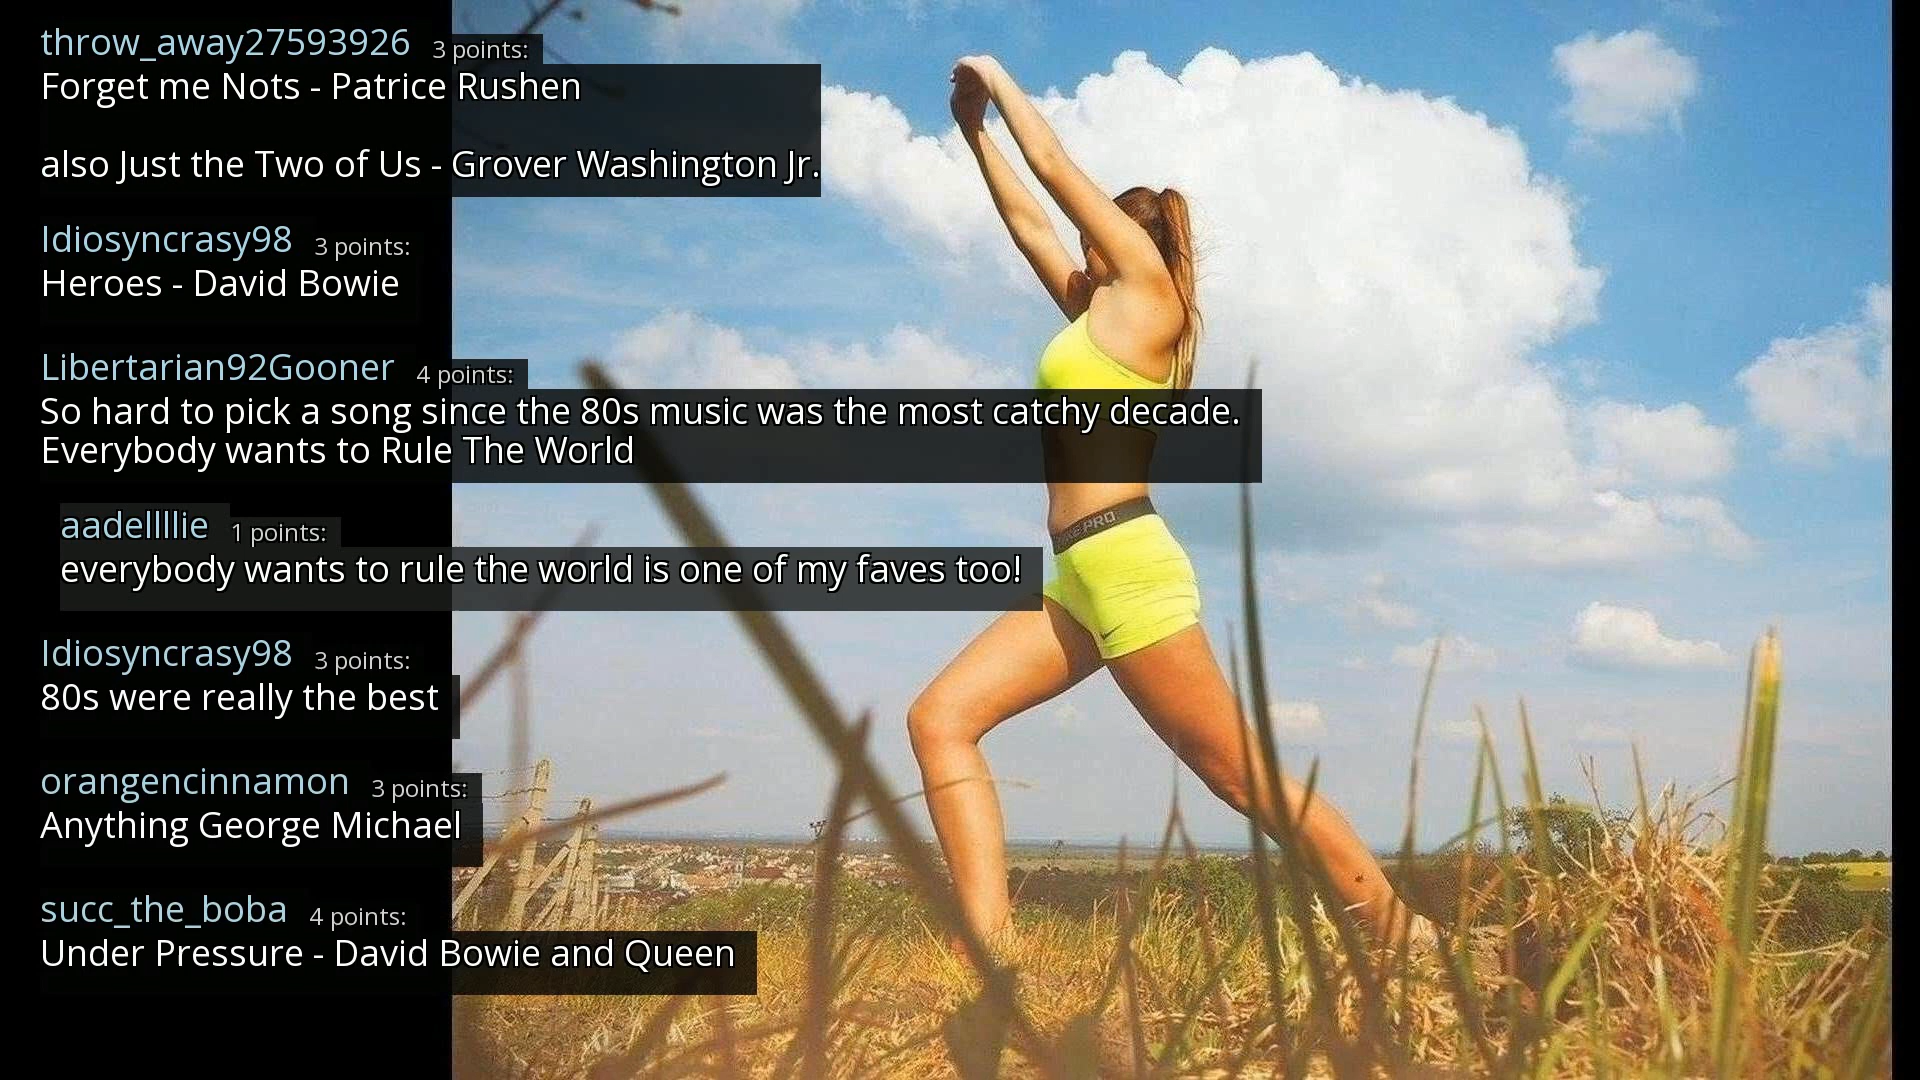 throw_away27593926 3 points:
Forget me Nots - Patrice Rushen
also Just the Two of Us - Grover Washington Jr.
Idiosyncrasy98 3 points:
Heroes - David Bowie
Libertarian92Gooner 4 points:
So hard to pick a song since the 80s music was the most catchy decade.
Everybody wants to Rule The World
aadellllie 1 points:
everybody wants to rule the world is one of my faves too!
PRO
Idiosyncrasy98 3 points:
80s were really the best
orangencinnamon 3 points:
Anything George Michael
succ_the_boba 4 points:
Under Pressure - David Bowie and Queen